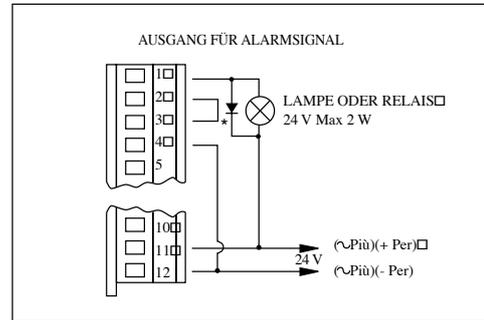 AUSGANG FÜR ALARMSIGNAL
1
2
3
4
5
LAMPE ODER RELAIS
24 V Max 2 W
*
10
11
12
24 V
(∿Più)(+ Per)
(∿Più)(- Per)